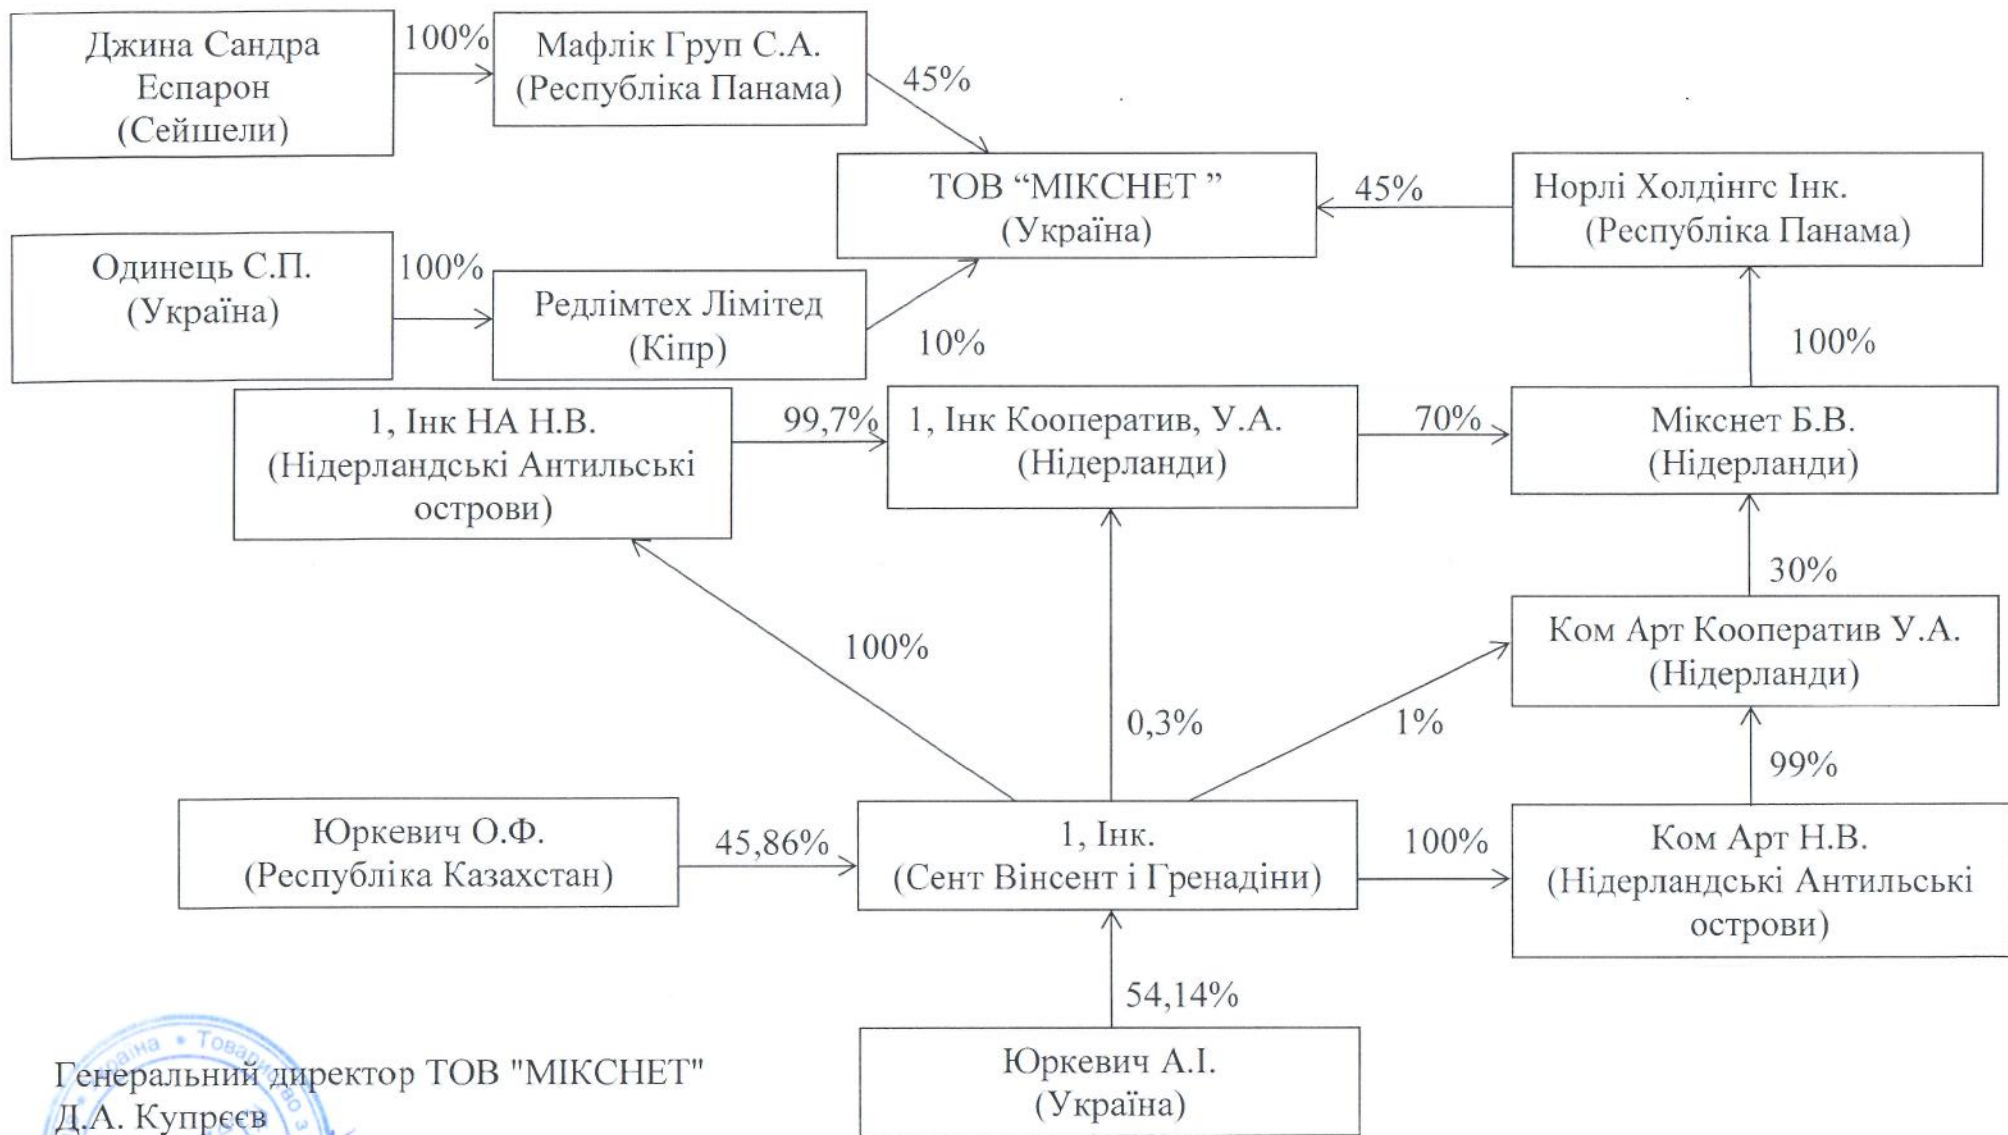 Джина Сандра
Еспарон
(Сейшели)
100%
Мафлік Груп С.А.
(Республіка Панама)
45%
ТОВ “МІКСНЕТ ”
(Україна)
45%
Норлі Холдінгс Інк.
(Республіка Панама)
Одинець С.П.
(Україна)
100%
Редлімтех Лімітед
(Кіпр)
10%
100%
1, Інк НА Н.В.
(Нідерландські Антильські
острови)
99,7%
1, Інк Кооператив, У.А.
(Нідерланди)
70%
Мікснет Б.В.
(Нідерланди)
30%
100%
Ком Арт Кооператив У.А.
(Нідерланди)
0,3%
1%
99%
Юркевич О.Ф.
(Республіка Казахстан)
45,86%
1, Інк.
(Сент Вінсент і Гренадіни)
100%
Ком Арт Н.В.
(Нідерландські Антильські
острови)
54,14%
Юркевич А.І.
(Україна)
Україна • Товариство з
Генеральний директор ТОВ "МІКСНЕТ"
Д.А. Купрєєв